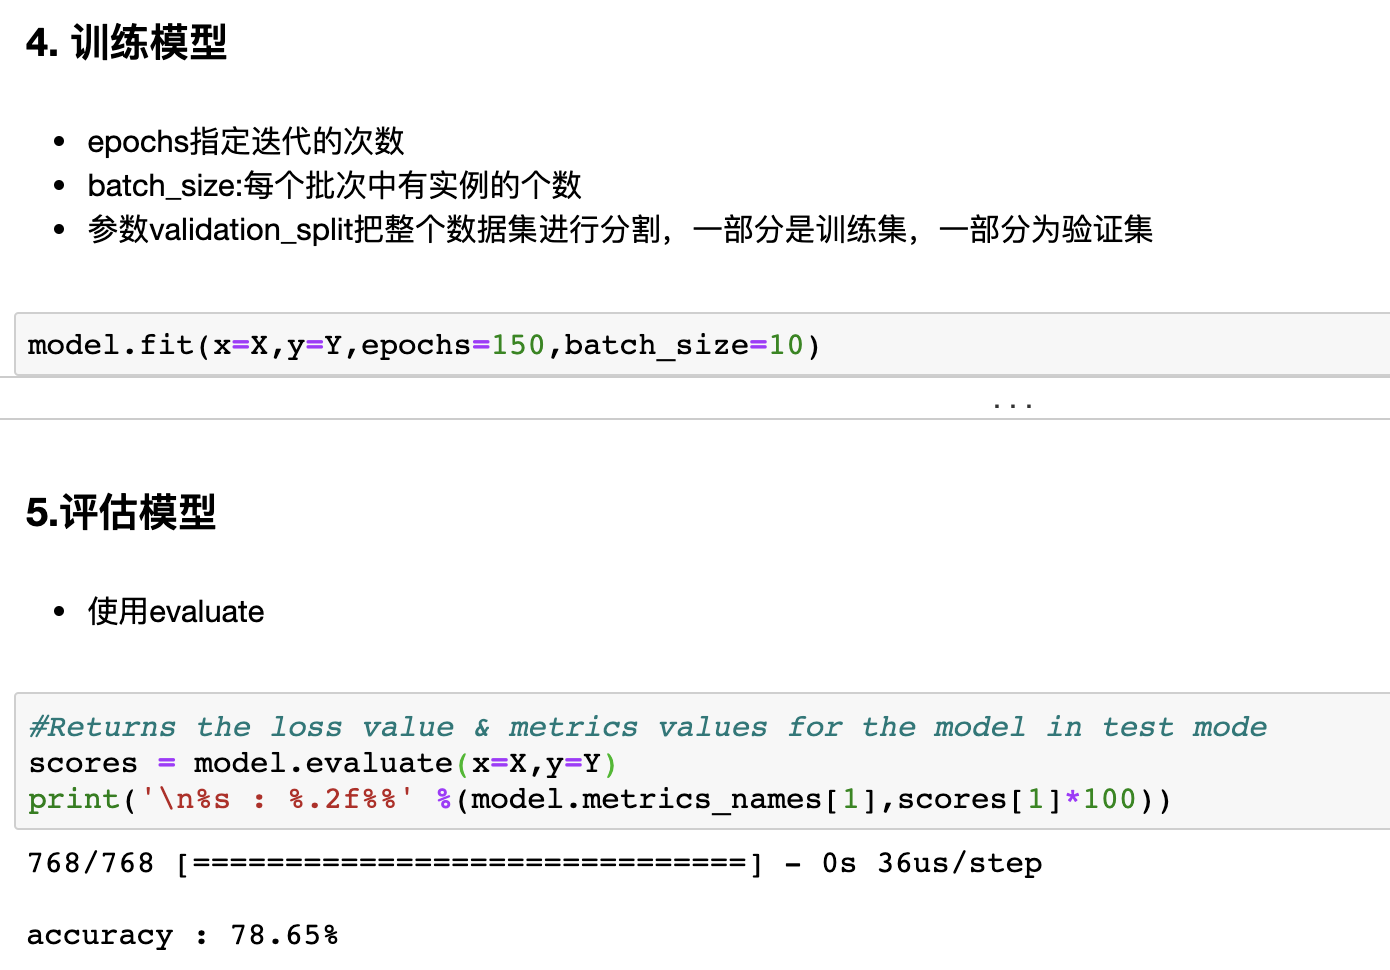 4. 训练模型
• epochs指定迭代的次数
• batch_size:每个批次中有实例的个数
• 参数validation_split把整个数据集进行分割，一部分是训练集，一部分为验证集
model.fit(x=X,y=Y,epochs=150,batch_size=10)
...
5.评估模型
• 使用evaluate
#Returns the loss value & metrics values for the model in test mode
scores = model.evaluate(x=X,y=Y)
print('\n%s : %.2f%%' %(model.metrics_names[1],scores[1]*100))
768/768 [==============================] - 0s 36us/step
accuracy : 78.65%